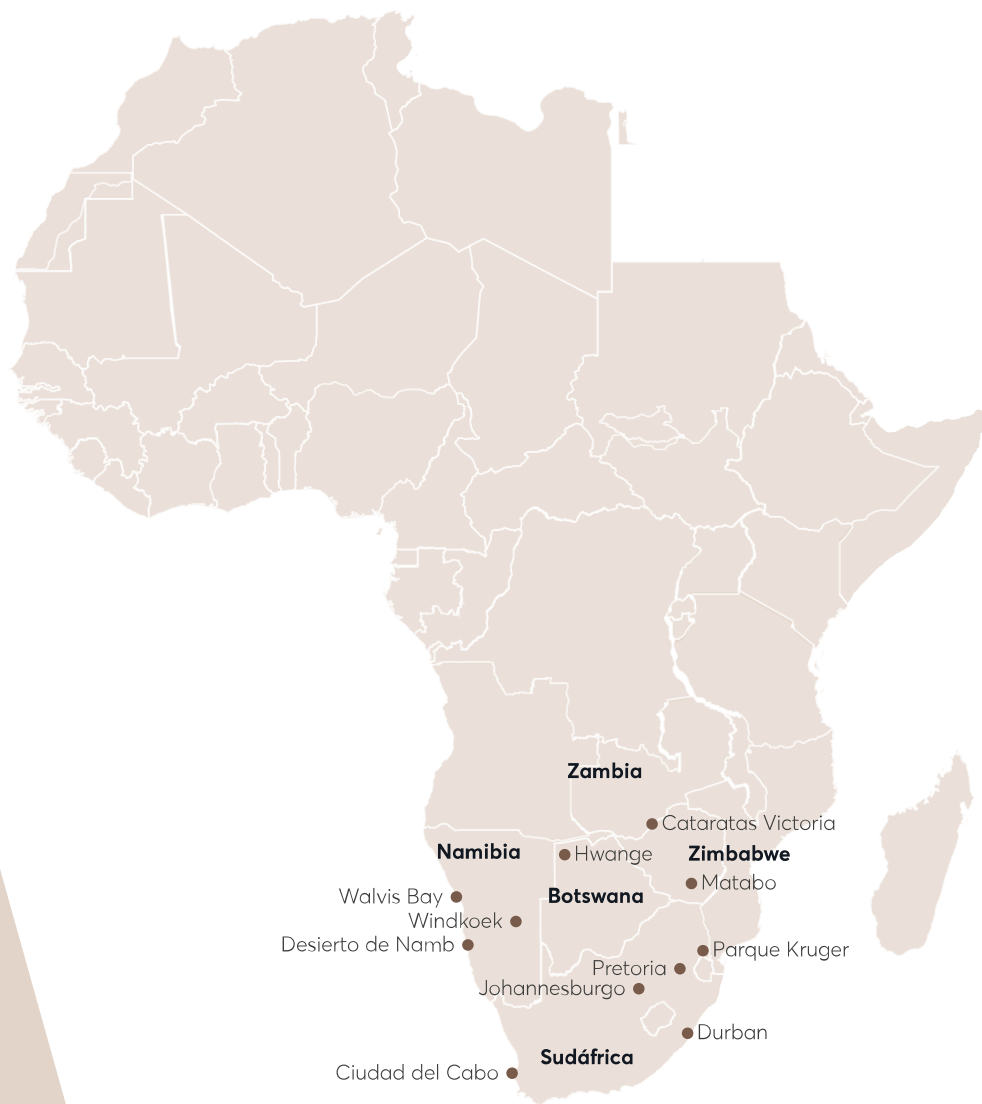 Zambia
Cataratas Victoria
Namibia
Hwange
Zimbabwe
Matabo
Walvis Bay
Botswana
Windkoek
Desierto de Namb
Parque Kruger
Pretoria
Johannesburgo
Durban
Sudáfrica
Ciudad del Cabo